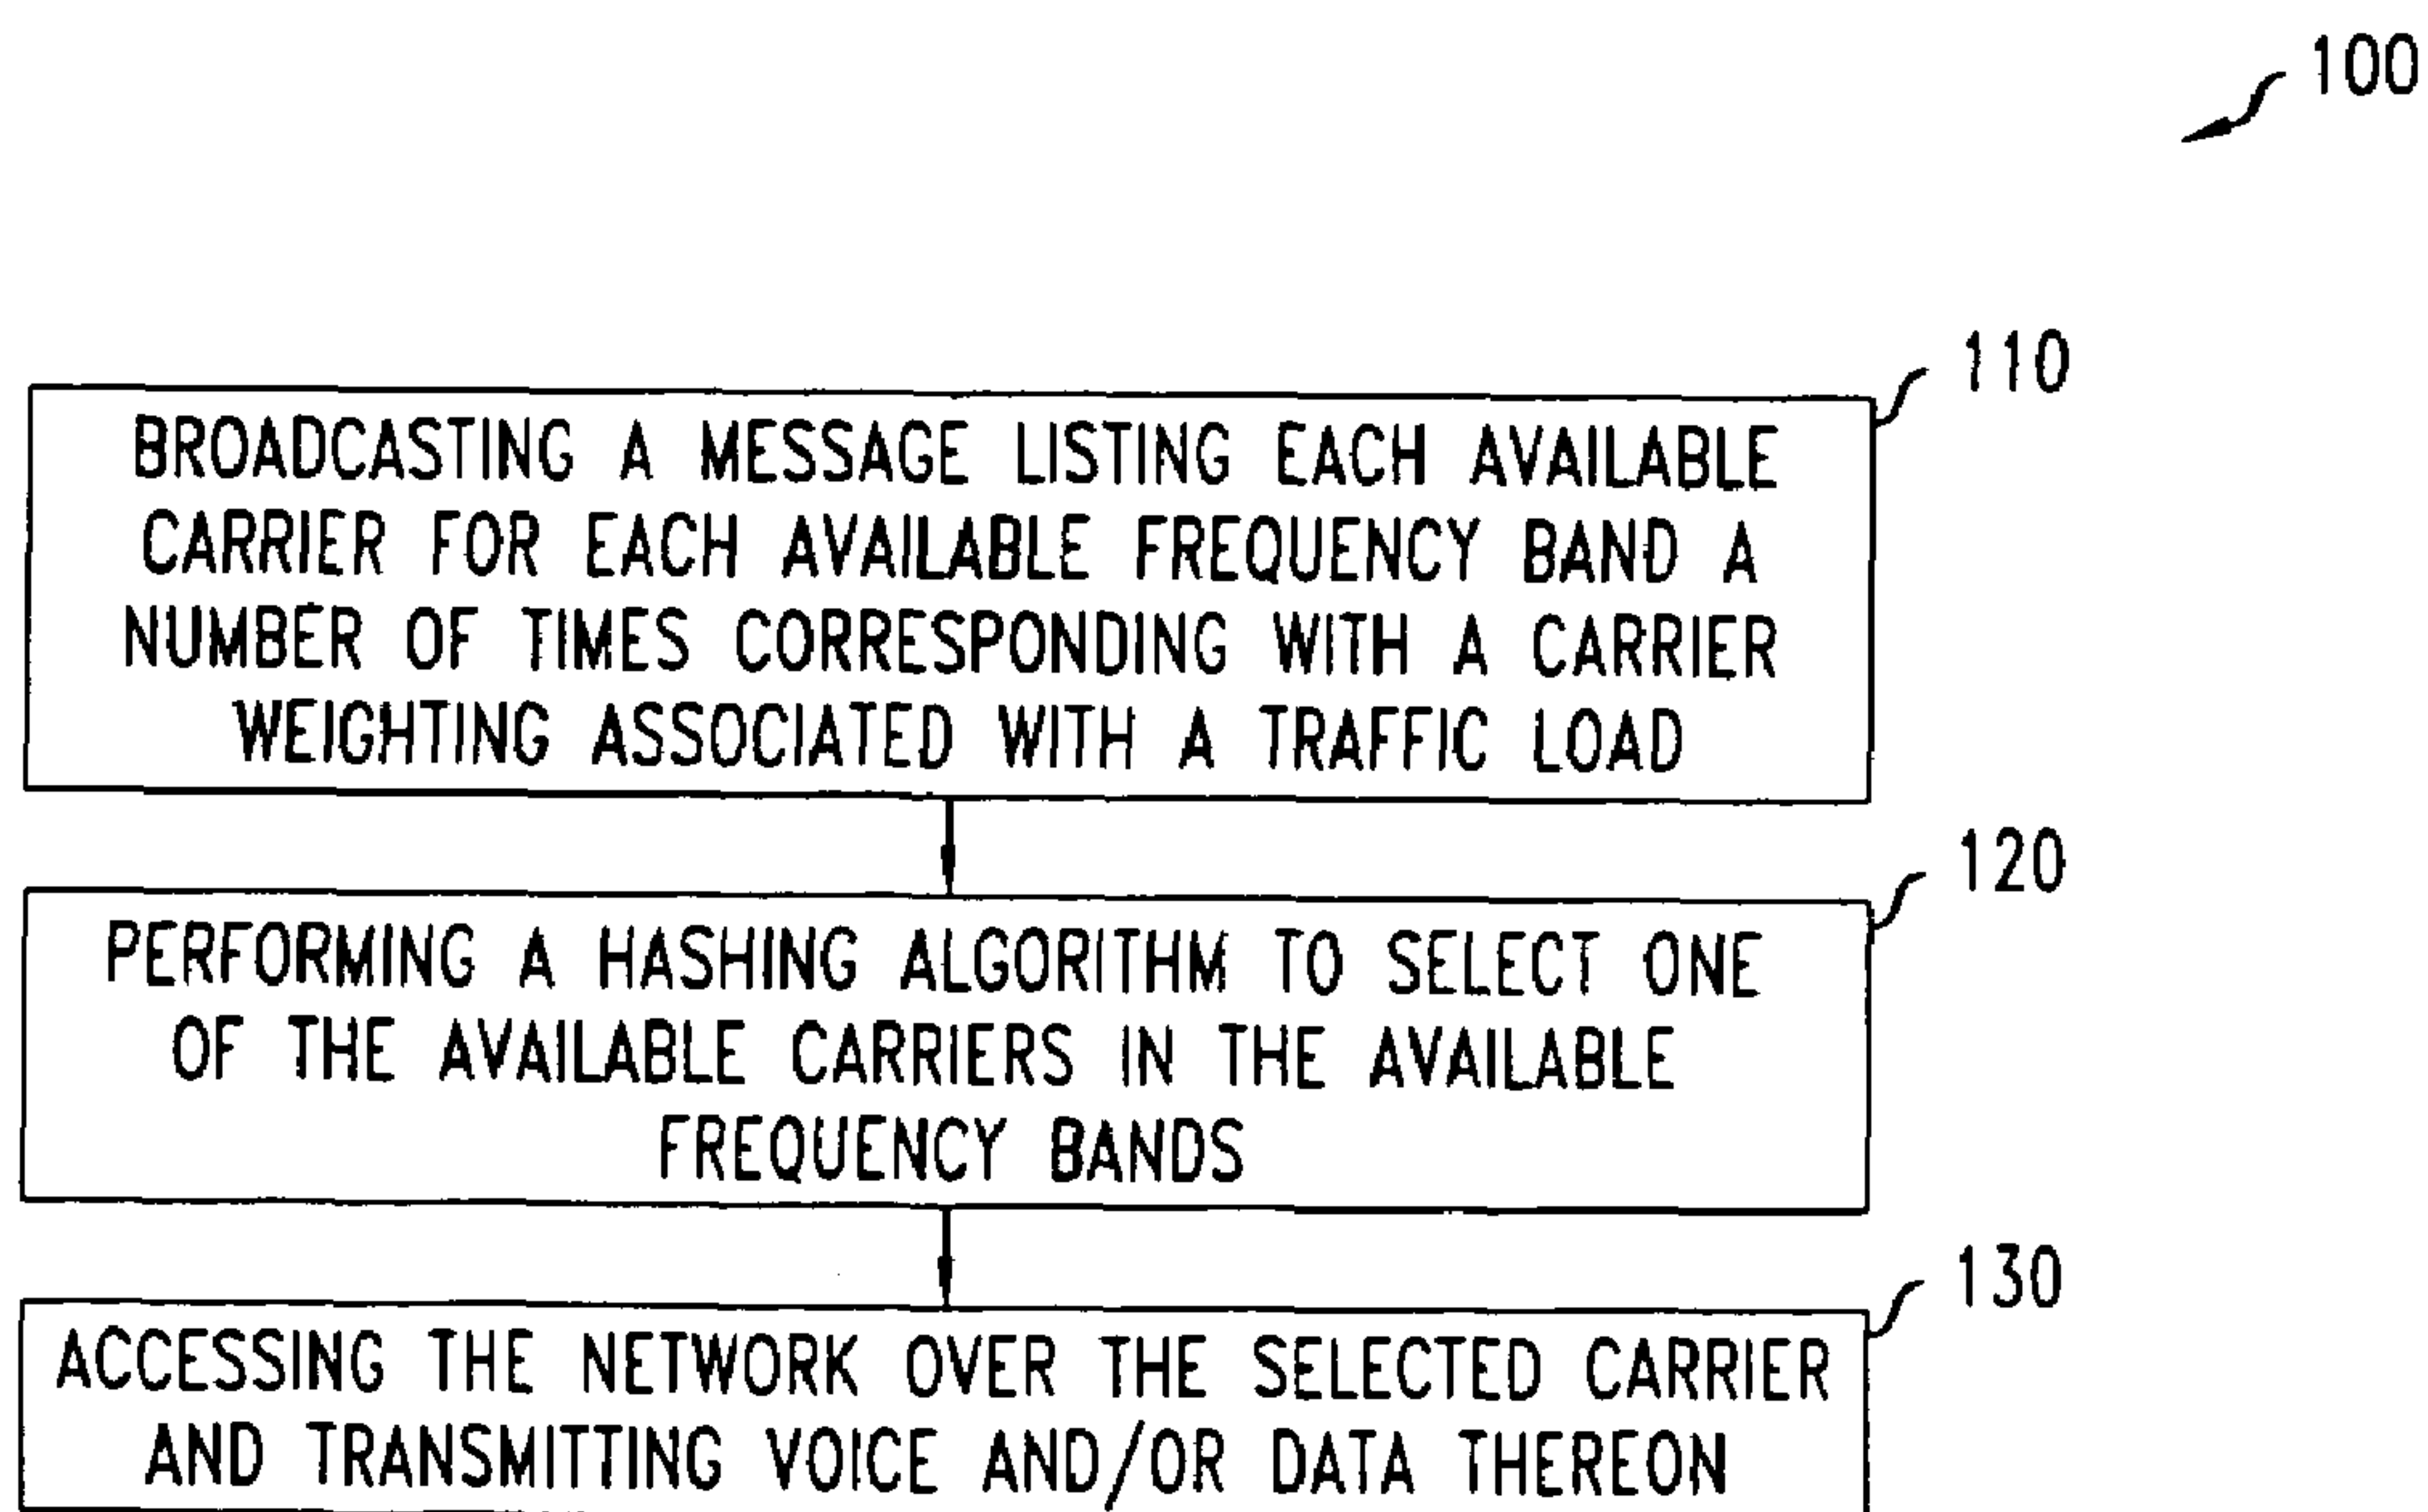 100
110
BROADCASTING A MESSAGE LISTING EACH AVAILABLE
CARRIER FOR EACH AVAILABLE FREQUENCY BAND A
NUMBER OF TIMES CORRESPONDING WITH A CARRIER
WEIGHTING ASSOCIATED WITH A TRAFFIC LOAD
120
PERFORMING A HASHING ALGORITHM TO SELECT ONE
OF THE AVAILABLE CARRIERS IN THE AVAILABLE
FREQUENCY BANDS
130
ACCESSING THE NETWORK OVER THE SELECTED CARRIER
AND TRANSMITTING VOICE AND/OR DATA THEREON